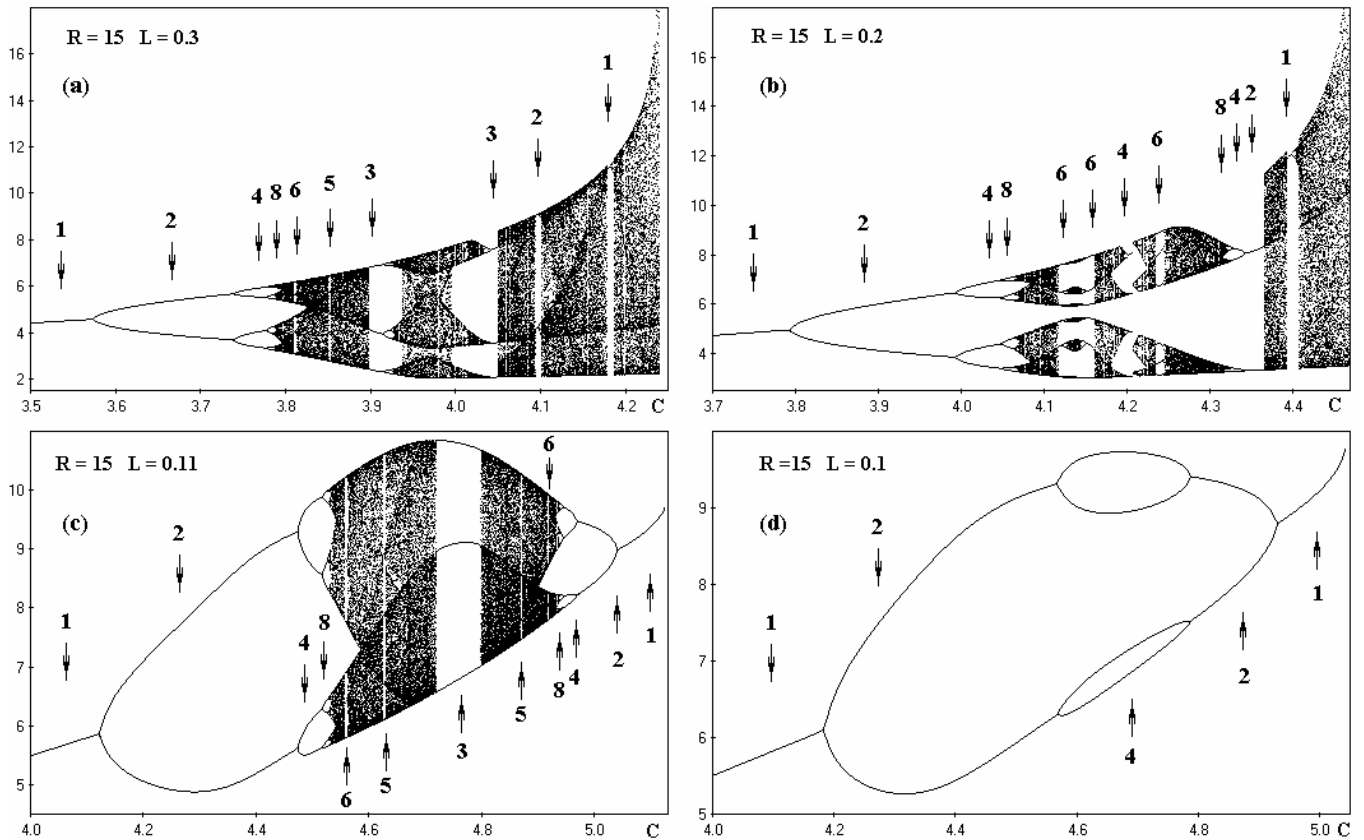 R = 15 L = 0.3
(a)
1 2 4 8 6 5 3 3 2 1
16
14
12
10
8
6
4
2
3.5 3.6 3.7 3.8 3.9 4.0 4.1 4.2 C
R = 15 L = 0.2
(b)
1 2 4 8 6 6 4 6 8 4 2 1
16
14
12
10
8
6
4
3.7 3.8 3.9 4.0 4.1 4.2 4.3 4.4 C
R = 15 L = 0.11
(c)
1 2 4 8 6 5 3 5 6 8 4 2 1
10
9
8
7
6
5
4.0 4.2 4.4 4.6 4.8 5.0 C
R =15 L = 0.1
(d)
1 2 4 2 1
9
8
7
6
5
4.0 4.2 4.4 4.6 4.8 5.0 C